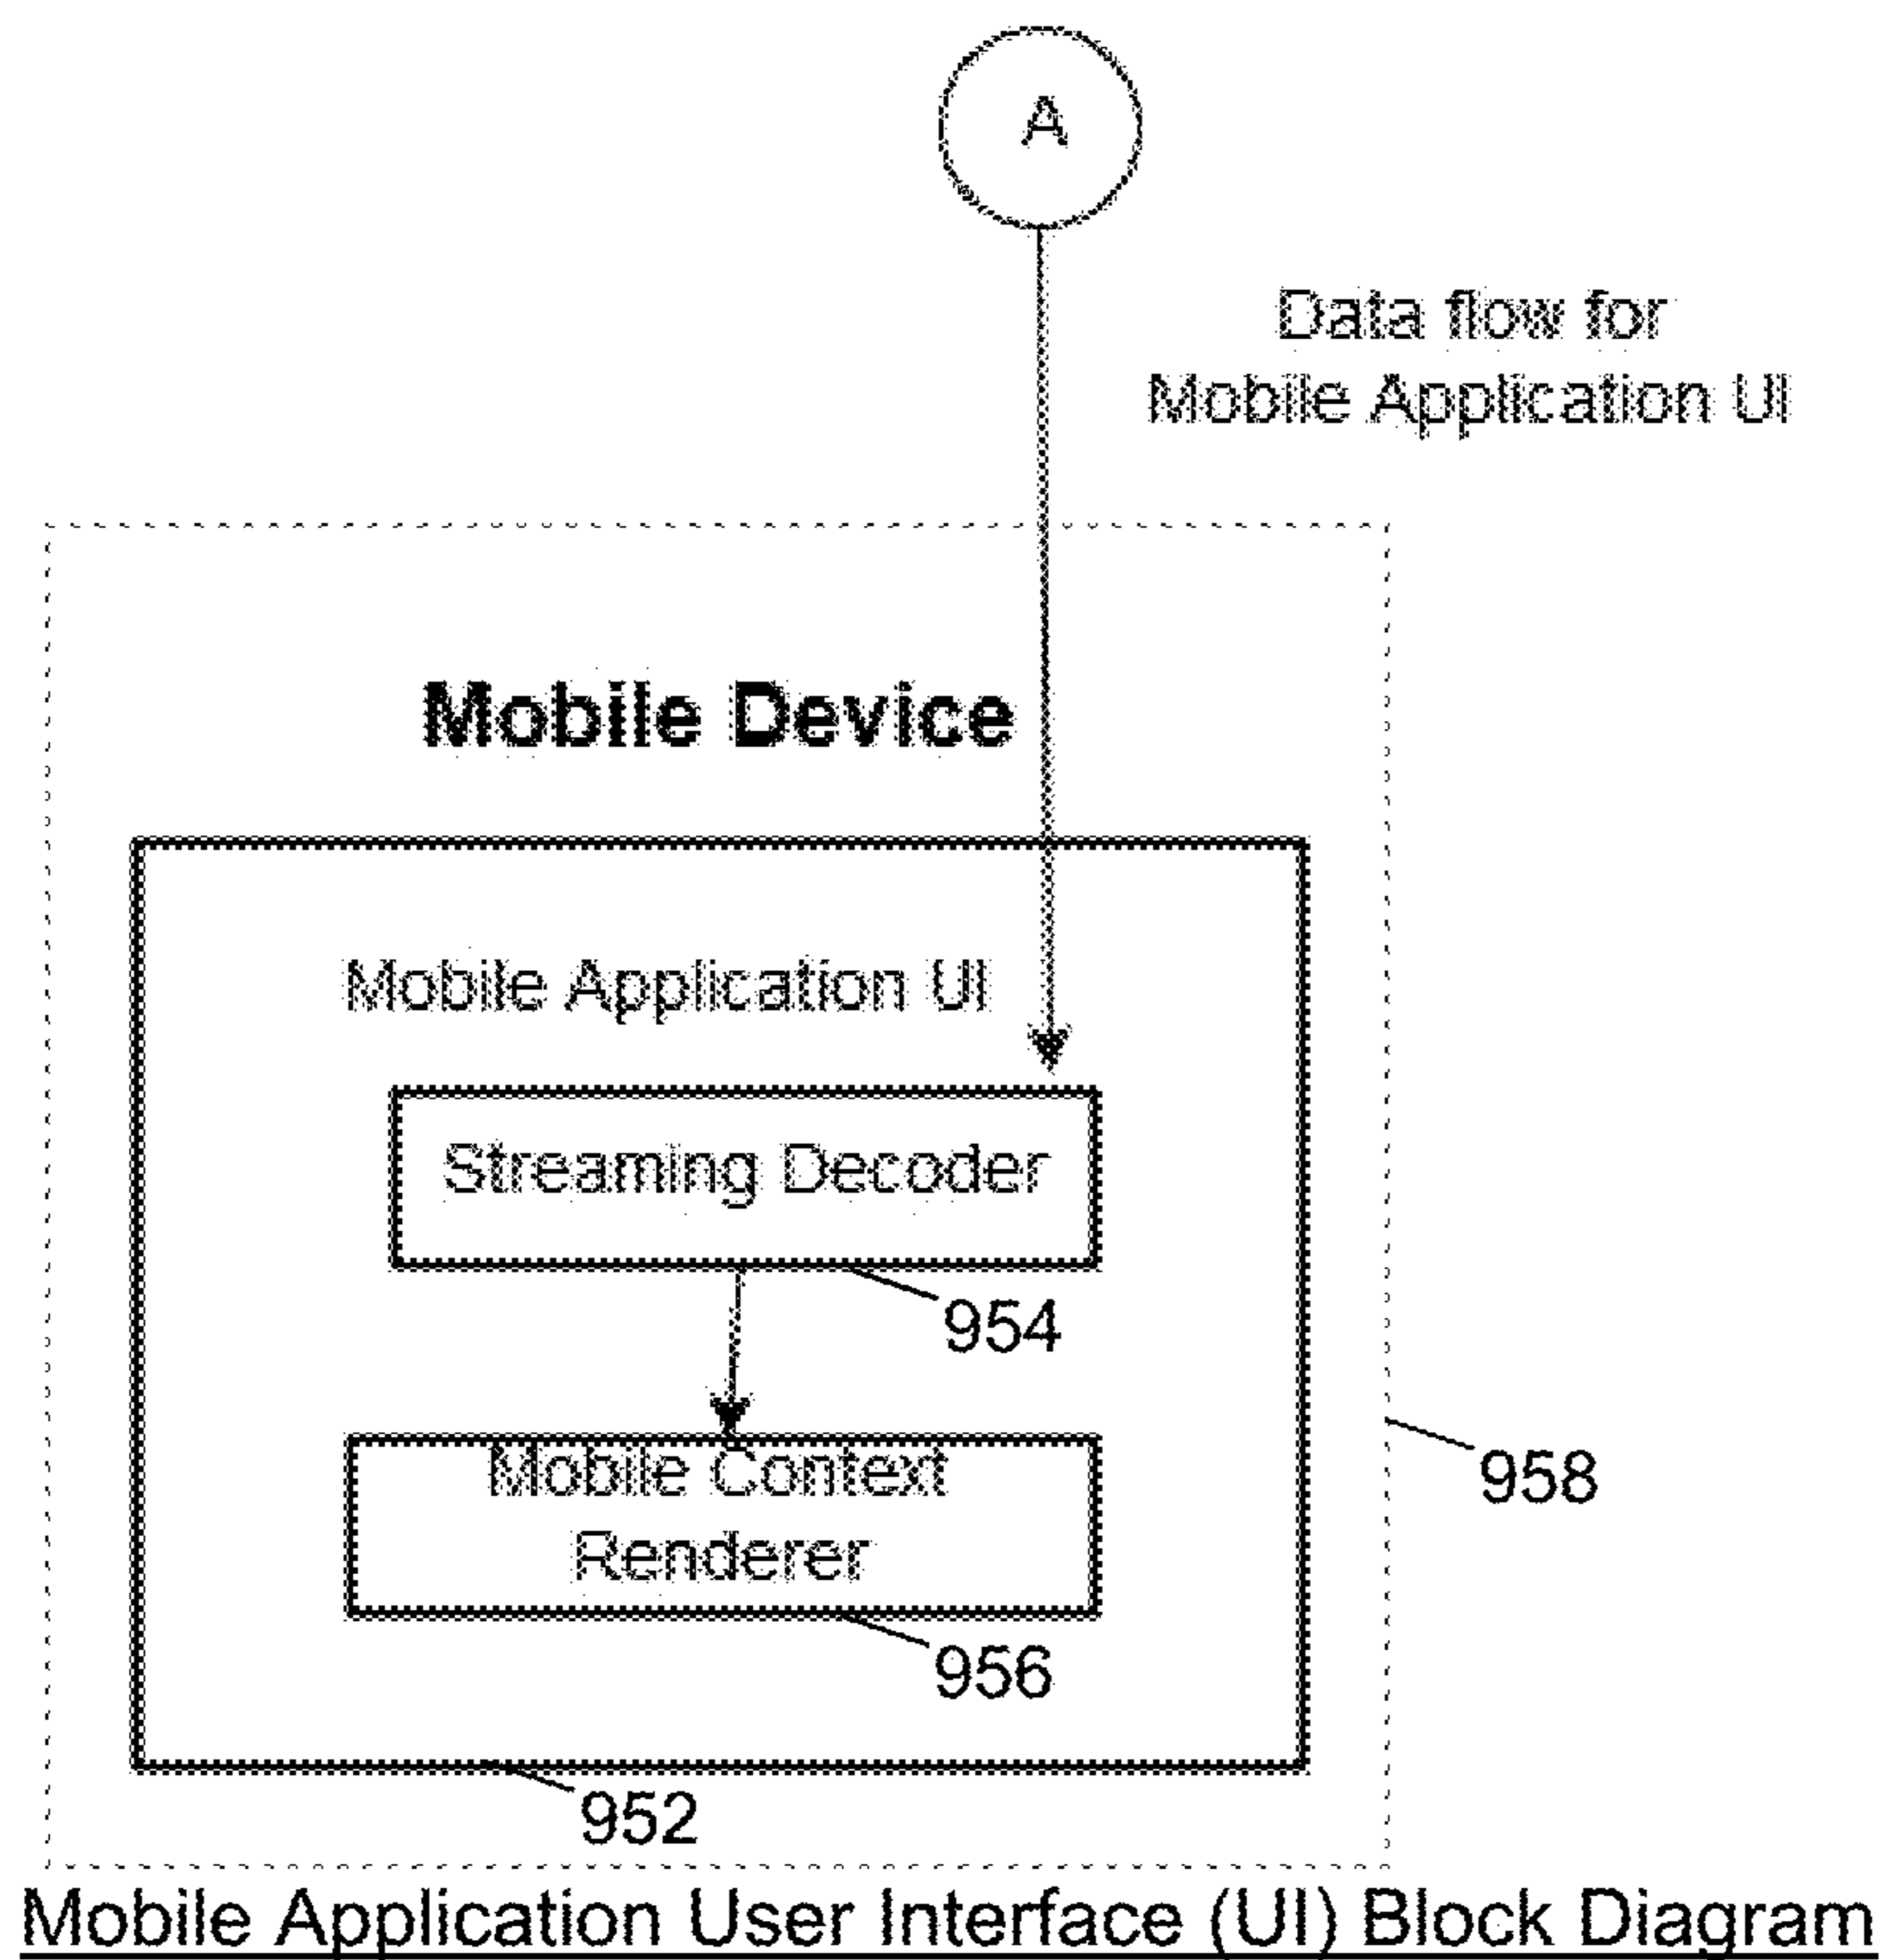 A
Data flow for
Mobile Application UI
Mobile Device
Mobile Application UI
Streaming Decoder
954
Mobile Context
Renderer
958
956
952
Mobile Application User Interface (UI) Block Diagram